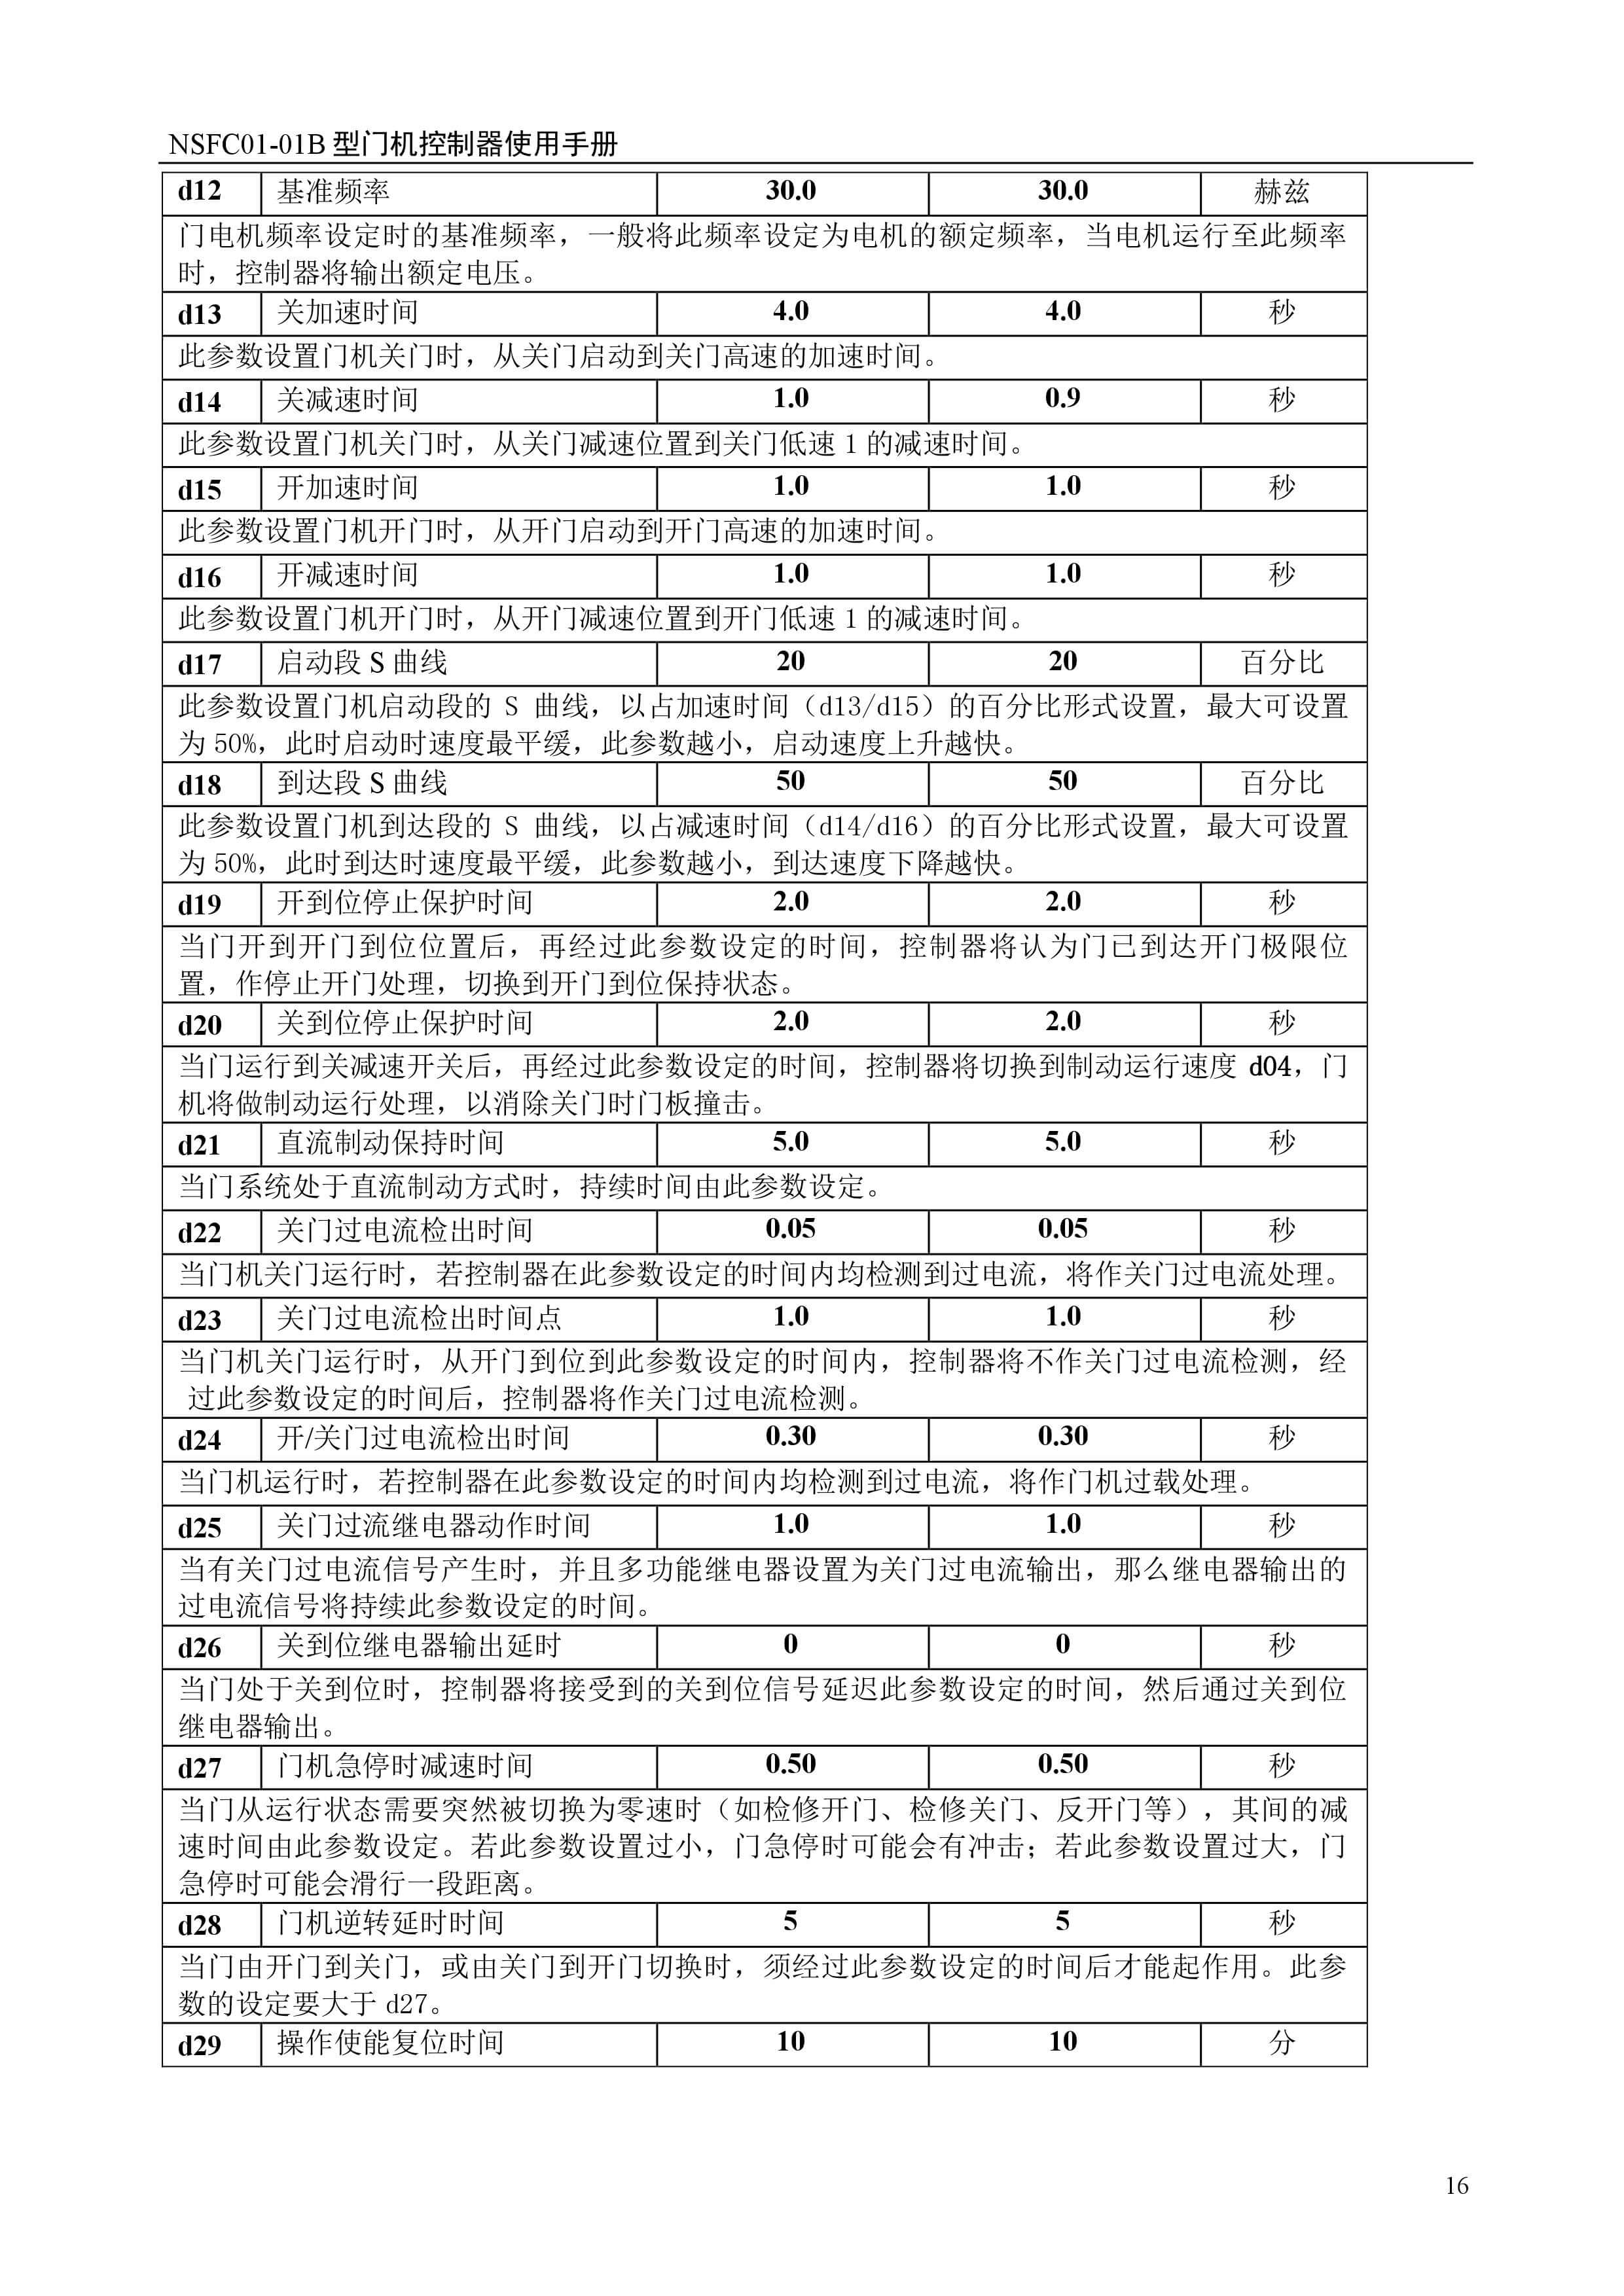 NSFC01-01B 型门机控制器使用手册
d12 基准频率 30.0 30.0 赫兹
门电机频率设定时的基准频率，一般将此频率设定为电机的额定频率，当电机运行至此频率
时，控制器将输出额定电压。
d13 关加速时间 4.0 4.0 秒
此参数设置门机关门时，从关门启动到关门高速的加速时间。
d14 关减速时间 1.0 0.9 秒
此参数设置门机关门时，从关门减速位置到关门低速 1 的减速时间。
d15 开加速时间 1.0 1.0 秒
此参数设置门机开门时，从开门启动到开门高速的加速时间。
d16 开减速时间 1.0 1.0 秒
此参数设置门机开门时，从开门减速位置到开门低速 1 的减速时间。
d17 启动段 S 曲线 20 20 百分比
此参数设置门机启动段的 S 曲线，以占加速时间（d13/d15）的百分比形式设置，最大可设置
为 50%，此时启动时速度最平缓，此参数越小，启动速度上升越快。
d18 到达段 S 曲线 50 50 百分比
此参数设置门机到达段的 S 曲线，以占减速时间（d14/d16）的百分比形式设置，最大可设置
为 50%，此时到达时速度最平缓，此参数越小，到达速度下降越快。
d19 开到位停止保护时间 2.0 2.0 秒
当门开到开门到位位置后，再经过此参数设定的时间，控制器将认为门已到达开门极限位
置，作停止开门处理，切换到开门到位保持状态。
d20 关到位停止保护时间 2.0 2.0 秒
当门运行到关减速开关后，再经过此参数设定的时间，控制器将切换到制动运行速度 d04，门
机将做制动运行处理，以消除关门时门板撞击。
d21 直流制动保持时间 5.0 5.0 秒
当门系统处于直流制动方式时，持续时间由此参数设定。
d22 关门过电流检出时间 0.05 0.05 秒
当门机关门运行时，若控制器在此参数设定的时间内均检测到过电流，将作关门过电流处理。
d23 关门过电流检出时间点 1.0 1.0 秒
当门机关门运行时，从开门到位到此参数设定的时间内，控制器将不作关门过电流检测，经
过此参数设定的时间后，控制器将作关门过电流检测。
d24 开/关门过电流检出时间 0.30 0.30 秒
当门机运行时，若控制器在此参数设定的时间内均检测到过电流，将作门机过载处理。
d25 关门过流继电器动作时间 1.0 1.0 秒
当有关门过电流信号产生时，并且多功能继电器设置为关门过电流输出，那么继电器输出的
过电流信号将持续此参数设定的时间。
d26 关到位继电器输出延时 0 0 秒
当门处于关到位时，控制器将接受到的关到位信号延迟此参数设定的时间，然后通过关到位
继电器输出。
d27 门机急停时减速时间 0.50 0.50 秒
当门从运行状态需要突然被切换为零速时（如检修开门、检修关门、反开门等），其间的减
速时间由此参数设定。若此参数设置过小，门急停时可能会有冲击；若此参数设置过大，门
急停时可能会滑行一段距离。
d28 门机逆转延时时间 5 5 秒
当门由开门到关门，或由关门到开门切换时，须经过此参数设定的时间后才能起作用。此参
数的设定要大于 d27。
d29 操作使能复位时间 10 10 分
16